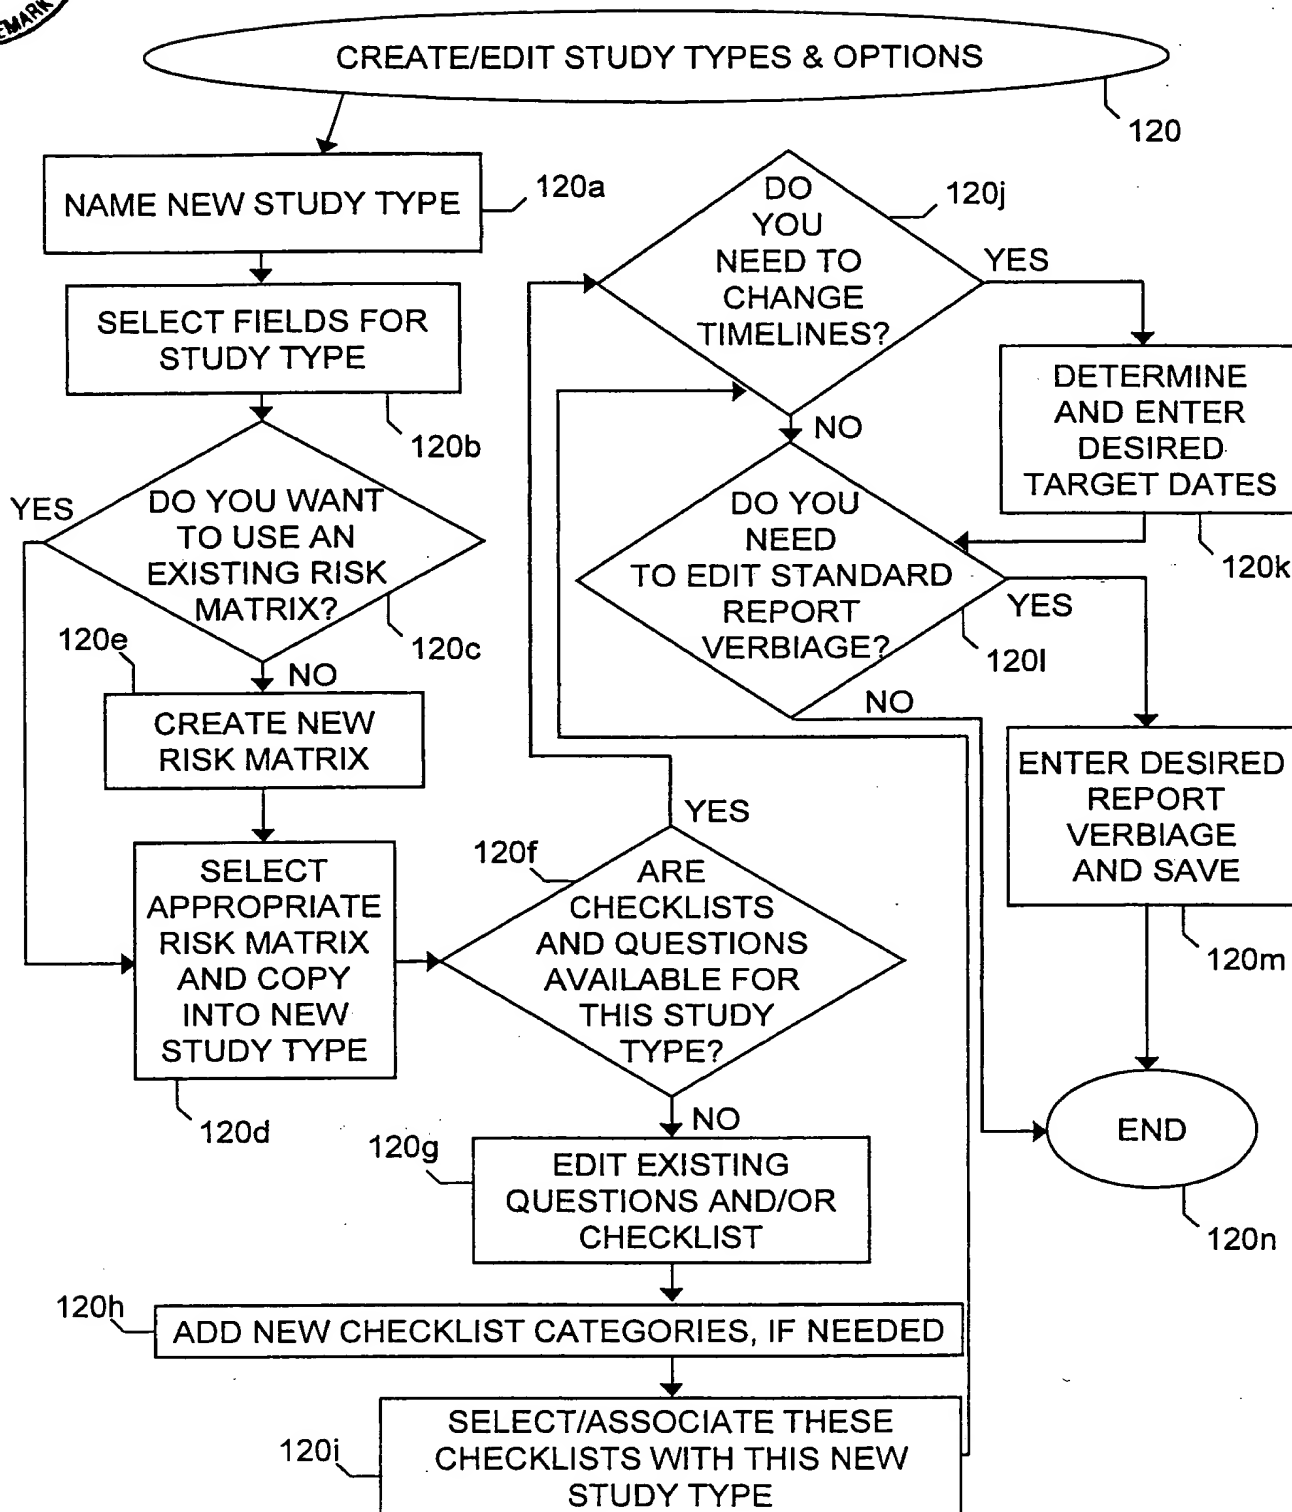 EMARK
CREATE/EDIT STUDY TYPES & OPTIONS
120
NAME NEW STUDY TYPE
120a
SELECT FIELDS FOR
STUDY TYPE
120b
YES
DO YOU WANT
TO USE AN
EXISTING RISK
MATRIX?
120c
120e
NO
CREATE NEW
RISK MATRIX
SELECT
APPROPRIATE
RISK MATRIX
AND COPY
INTO NEW
STUDY TYPE
120d
120f
YES
ARE
CHECKLISTS
AND QUESTIONS
AVAILABLE FOR
THIS STUDY
TYPE?
NO
120g
EDIT EXISTING
QUESTIONS AND/OR
CHECKLIST
120h
ADD NEW CHECKLIST CATEGORIES, IF NEEDED
120i
SELECT/ASSOCIATE THESE
CHECKLISTS WITH THIS NEW
STUDY TYPE
DO
YOU
NEED TO
CHANGE
TIMELINES?
120j
YES
NO
DETERMINE
AND ENTER
DESIRED
TARGET DATES
120k
DO YOU
NEED
TO EDIT STANDARD
REPORT
VERBIAGE?
120l
YES
NO
ENTER DESIRED
REPORT
VERBIAGE
AND SAVE
120m
END
120n